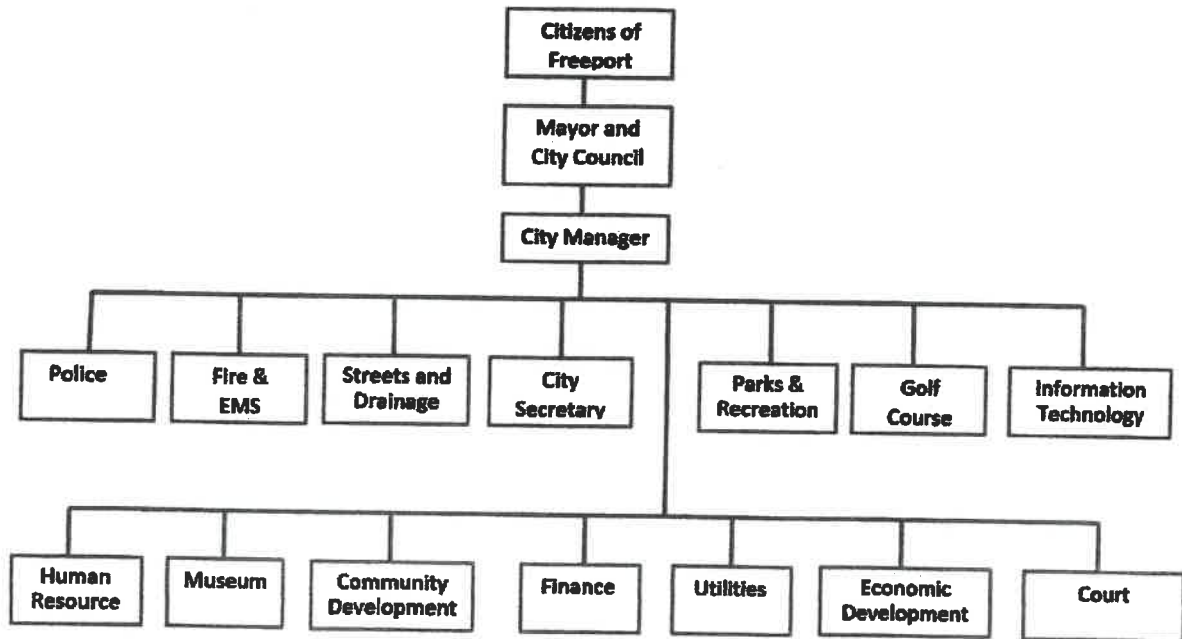 Citizens of
Freeport
Mayor and
City Council
City Manager
Police
Fire &
EMS
Streets and
Drainage
City
Secretary
Parks &
Recreation
Golf
Course
Information
Technology
Human
Resource
Museum
Community
Development
Finance
Utilities
Economic
Development
Court